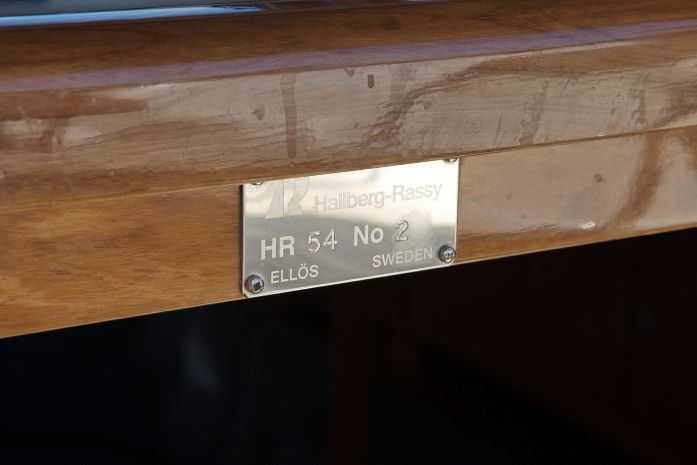 Hallberg-Rassy
HR 54 No 2
ELLÖS SWEDEN